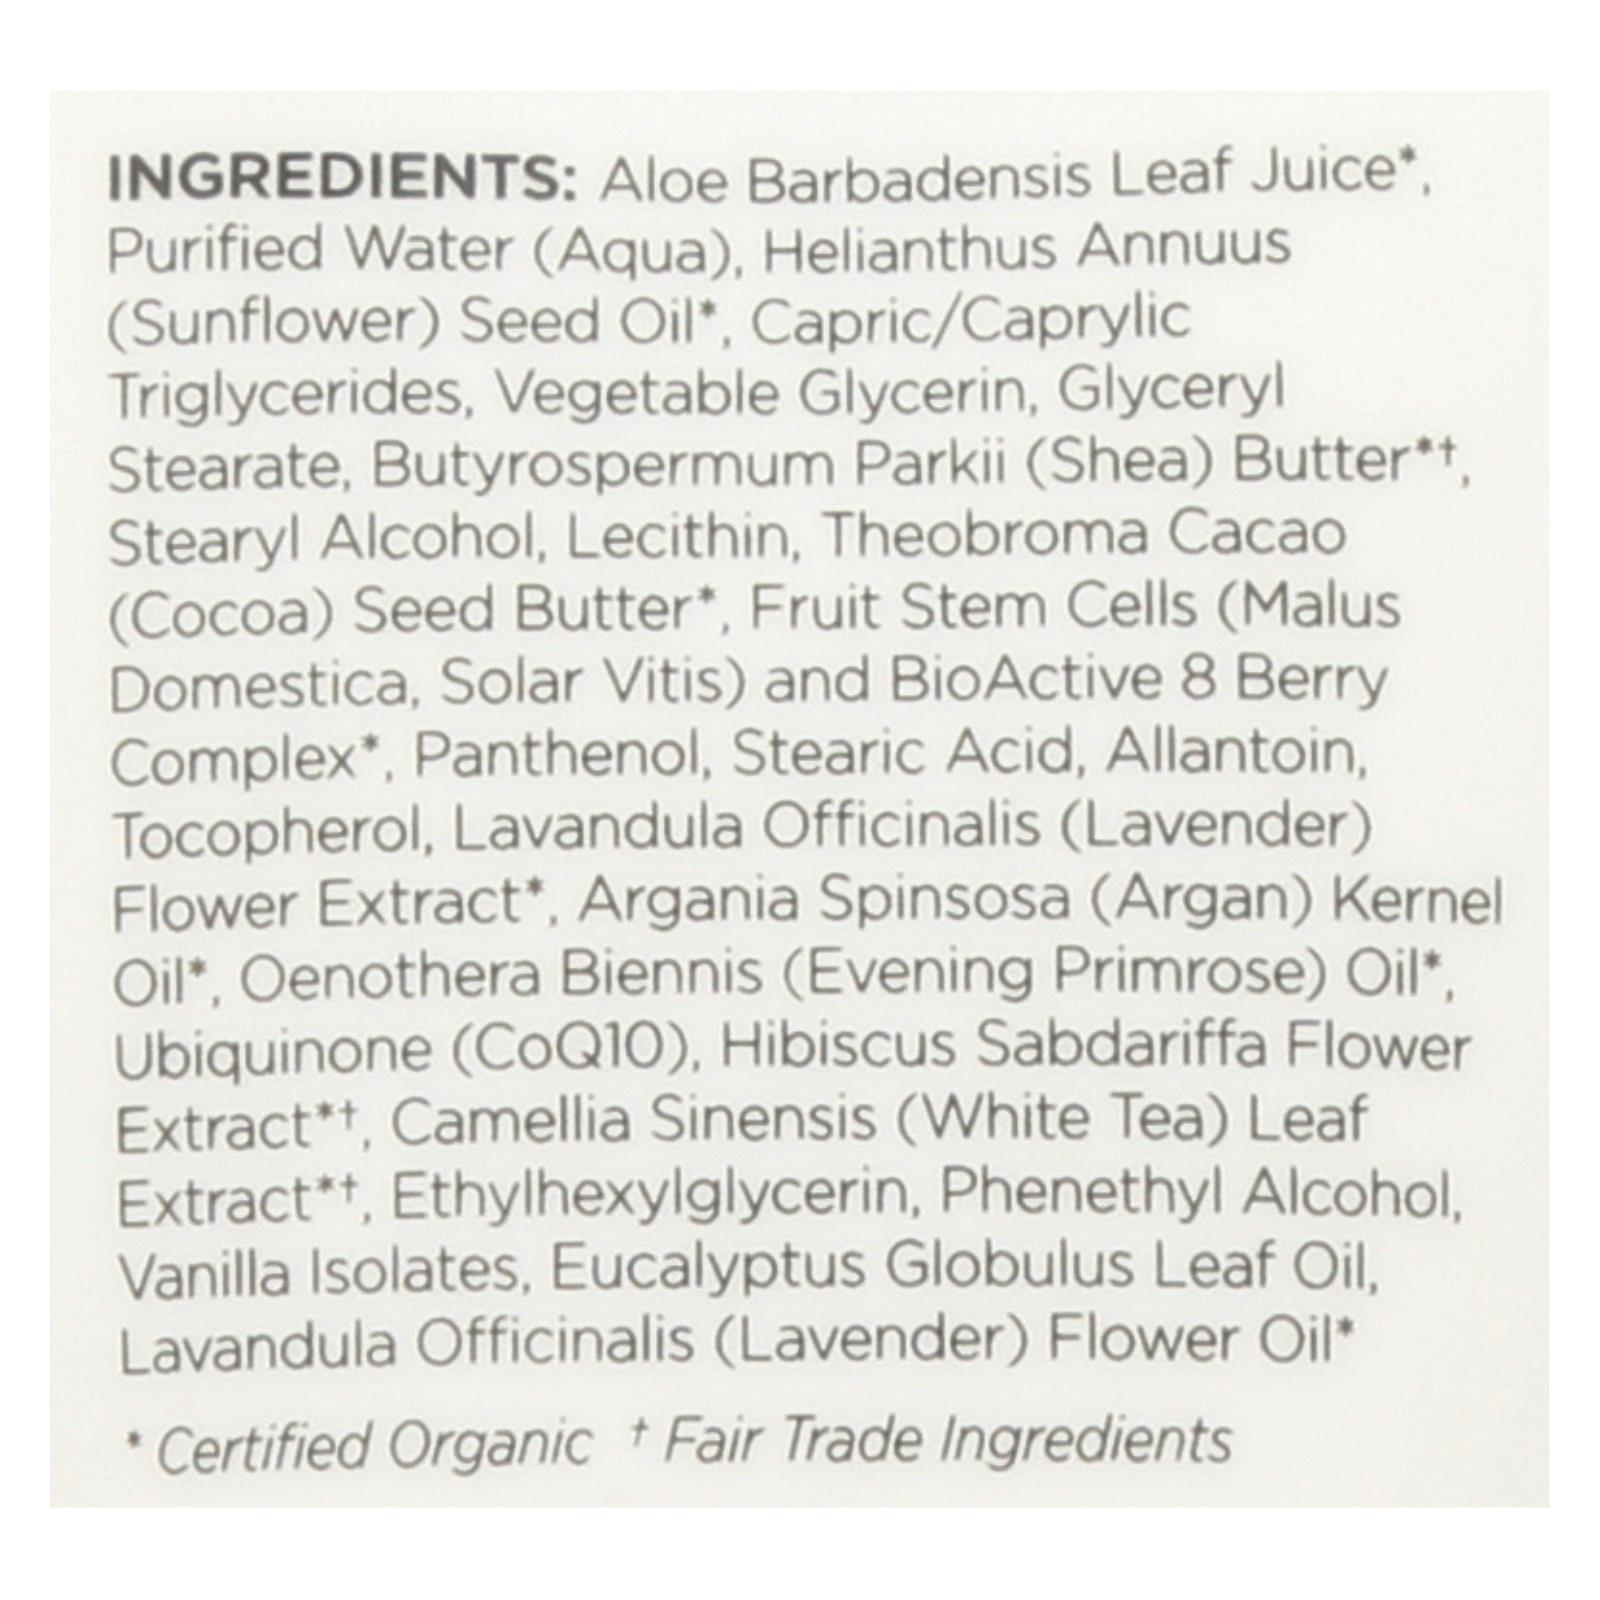 INGREDIENTS: Aloe Barbadensis Leaf Juice*,
Purified Water (Aqua), Helianthus Annuus
(Sunflower) Seed Oil*, Capric/Caprylic
Triglycerides, Vegetable Glycerin, Glyceryl
Stearate, Butyrospermum Parkii (Shea) Butter*†,
Stearyl Alcohol, Lecithin, Theobroma Cacao
(Cocoa) Seed Butter*, Fruit Stem Cells (Malus
Domestica, Solar Vitis) and BioActive 8 Berry
Complex*, Panthenol, Stearic Acid, Allantoin,
Tocopherol, Lavandula Officinalis (Lavender)
Flower Extract*, Argania Spinsosa (Argan) Kernel
Oil*, Oenothera Biennis (Evening Primrose) Oil*,
Ubiquinone (CoQ10), Hibiscus Sabdariffa Flower
Extract*†, Camellia Sinensis (White Tea) Leaf
Extract*†, Ethylhexylglycerin, Phenethyl Alcohol,
Vanilla Isolates, Eucalyptus Globulus Leaf Oil,
Lavandula Officinalis (Lavender) Flower Oil*
* Certified Organic † Fair Trade Ingredients